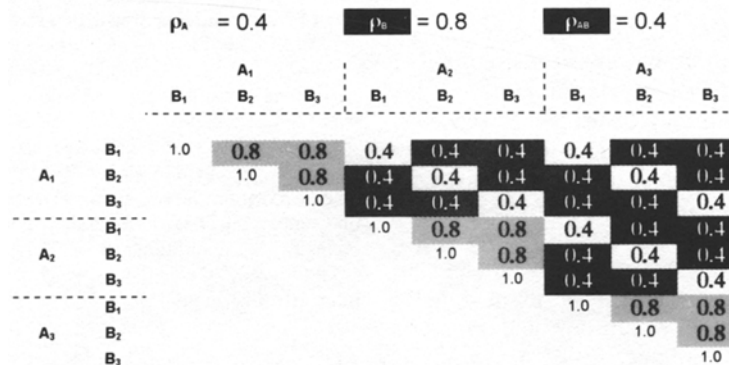 ρA = 0.4 ρB = 0.8 ρAB = 0.4
A1 A2 A3
B1 B2 B3 B1 B2 B3 B1 B2 B3
B1 1.0 0.8 0.8 0.4 0.4 0.4 0.4 0.4 0.4
A1 B2 1.0 0.8 0.4 0.4 0.4 0.4 0.4 0.4
B3 1.0 0.4 0.4 0.4 0.4 0.4 0.4
B1 1.0 0.8 0.8 0.4 0.4 0.4
A2 B2 1.0 0.8 0.4 0.4 0.4
B3 1.0 0.4 0.4 0.4
B1 1.0 0.8 0.8
A3 B2 1.0 0.8
B3 1.0